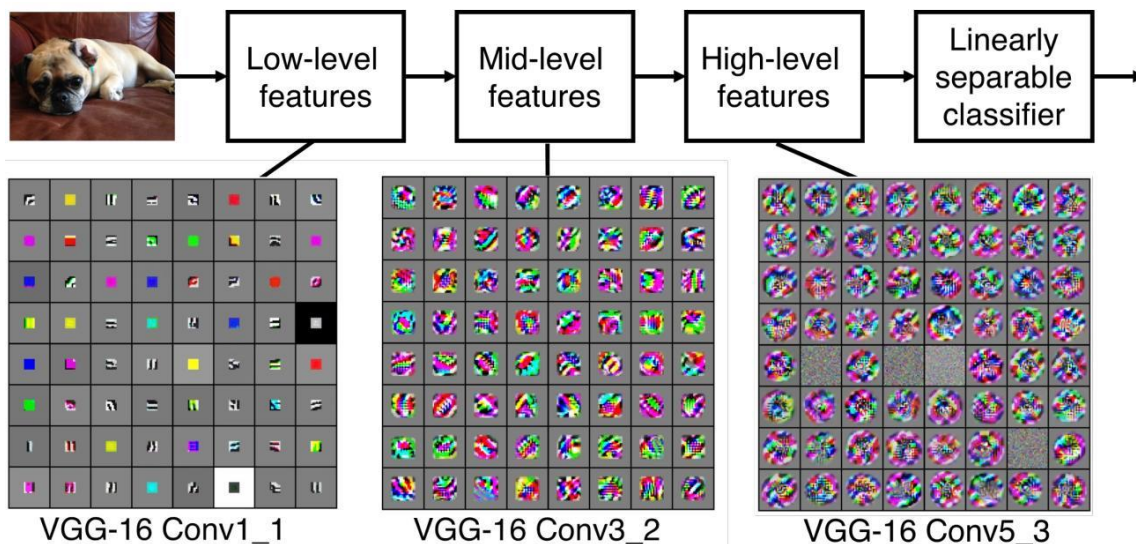 Low-level
features
Mid-level
features
High-level
features
Linearly
separable
classifier
VGG-16 Conv1_1
VGG-16 Conv3_2
VGG-16 Conv5_3